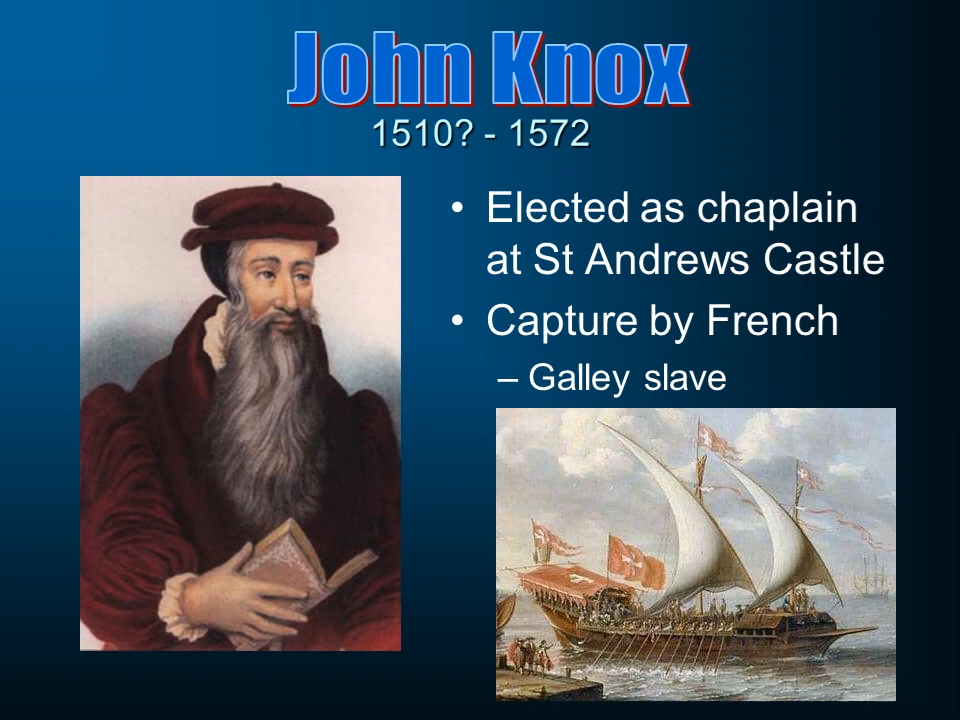 John Knox
1510? - 1572
• Elected as chaplain
at St Andrews Castle
• Capture by French
– Galley slave